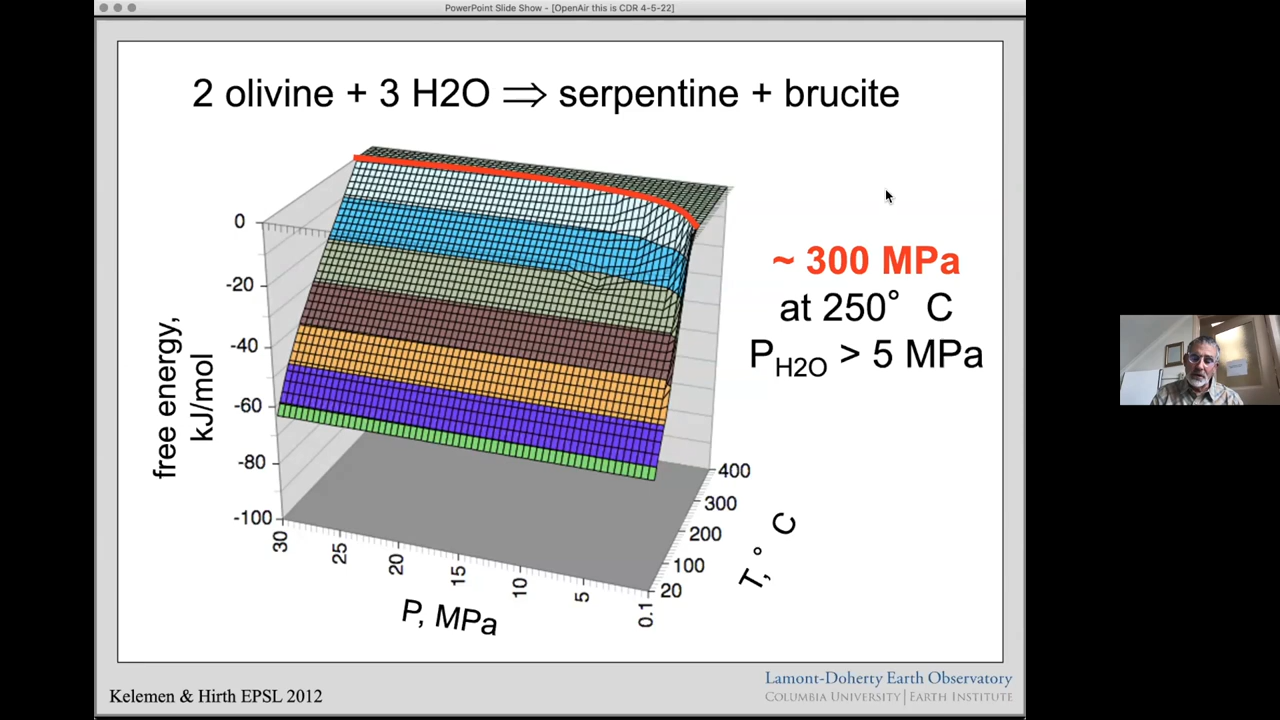 PowerPoint Slide Show - [OpenAir this is CDR 4-5-22]
2 olivine + 3 H2O ⇒ serpentine + brucite
0
-20
-40
-60
-80
-100
free energy,
kJ/mol
30
25
20
15
10
5
0.1
P, MPa
400
300
200
100
20
T, ° C
~ 300 MPa
at 250° C
PH2O > 5 MPa
Kelemen & Hirth EPSL 2012
Lamont-Doherty Earth Observatory
COLUMBIA UNIVERSITY | EARTH INSTITUTE